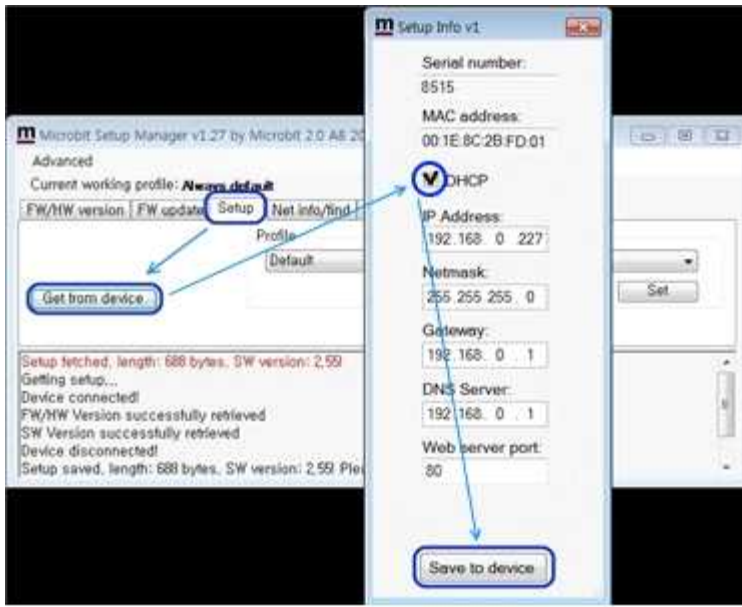 m Setup Info v1
Serial number:
8515
MAC address:
00:1E:8C:2B:FD:01
DHCP
IP Address:
192.168. 0 .227
Netmask:
255.255.255. 0
Gateway:
192.168. 0 . 1
DNS Server:
192.168. 0 . 1
Web server port:
80
Save to device
m Microbit Setup Manager v1.27 by Microbit 2.0 AB 20
Advanced
Current working profile: Always default
FW/HW version
FW update
Setup
Net info/find
Profile
Default
Get from device
Set
Setup fetched, length: 688 bytes, SW version: 2,59!
Getting setup...
Device connected!
FW/HW Version successfully retrieved
SW Version successfully retrieved
Device disconnected!
Setup saved, length: 688 bytes, SW version: 2,59! Plea